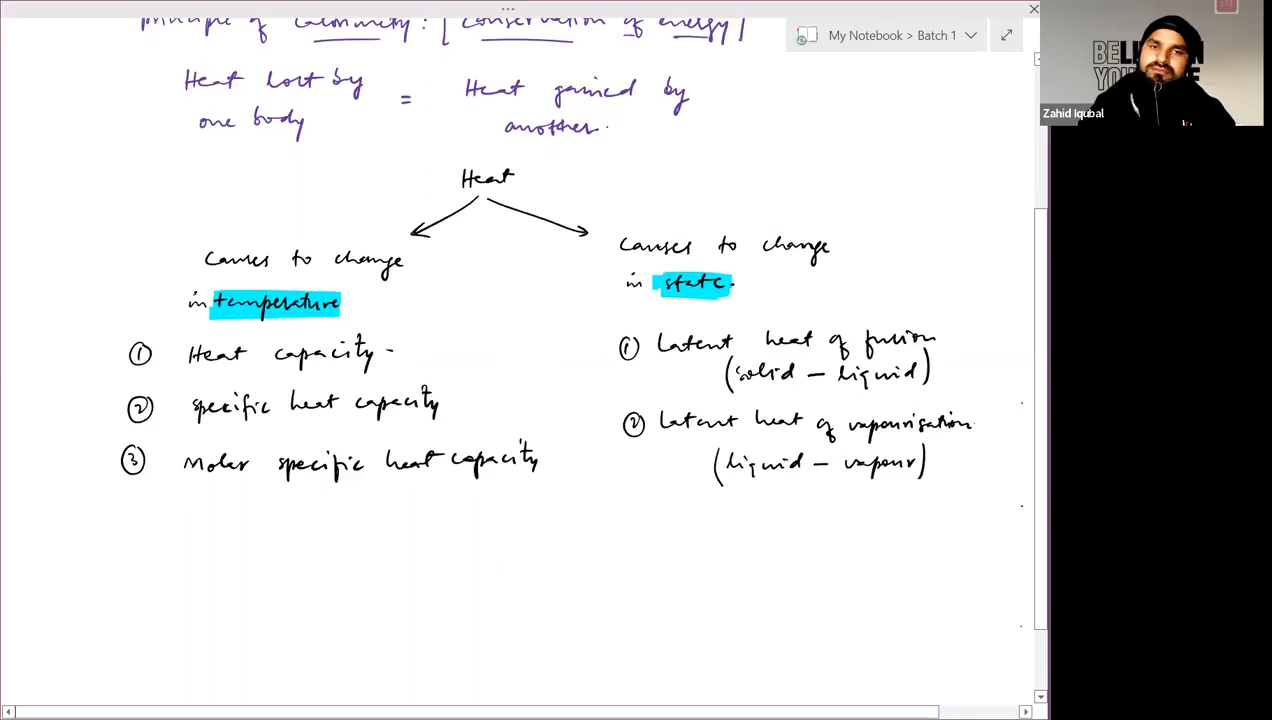 principle of Calorimetry : [Conservation of energy]
My Notebook > Batch 1
Heat lost by
one body
=
Heat gained by
another.
Heat
Causes to change
in temperature
Causes to change
in state.
① Heat capacity -
② specific heat capacity
③ Molar specific heat capacity
① Latent heat of fusion
(solid – liquid)
② Latent heat of vapourisation
(liquid – vapour)
Zahid Iqubal